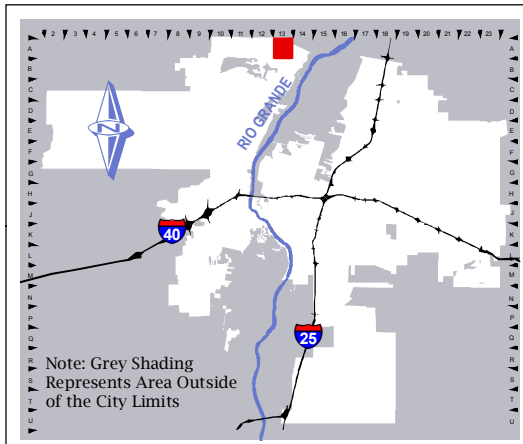 2 3 4 5 6 7 8 9 10 11 12 13 14 15 16 17 18 19 20 21 22 23
A A
B B
C C
D D
E E
F F
G G
H H
J J
K K
L L
M M
N N
P P
Q Q
R R
S S
T T
U U
N
RIO GRANDE
40
25
Note: Grey Shading
Represents Area Outside
of the City Limits